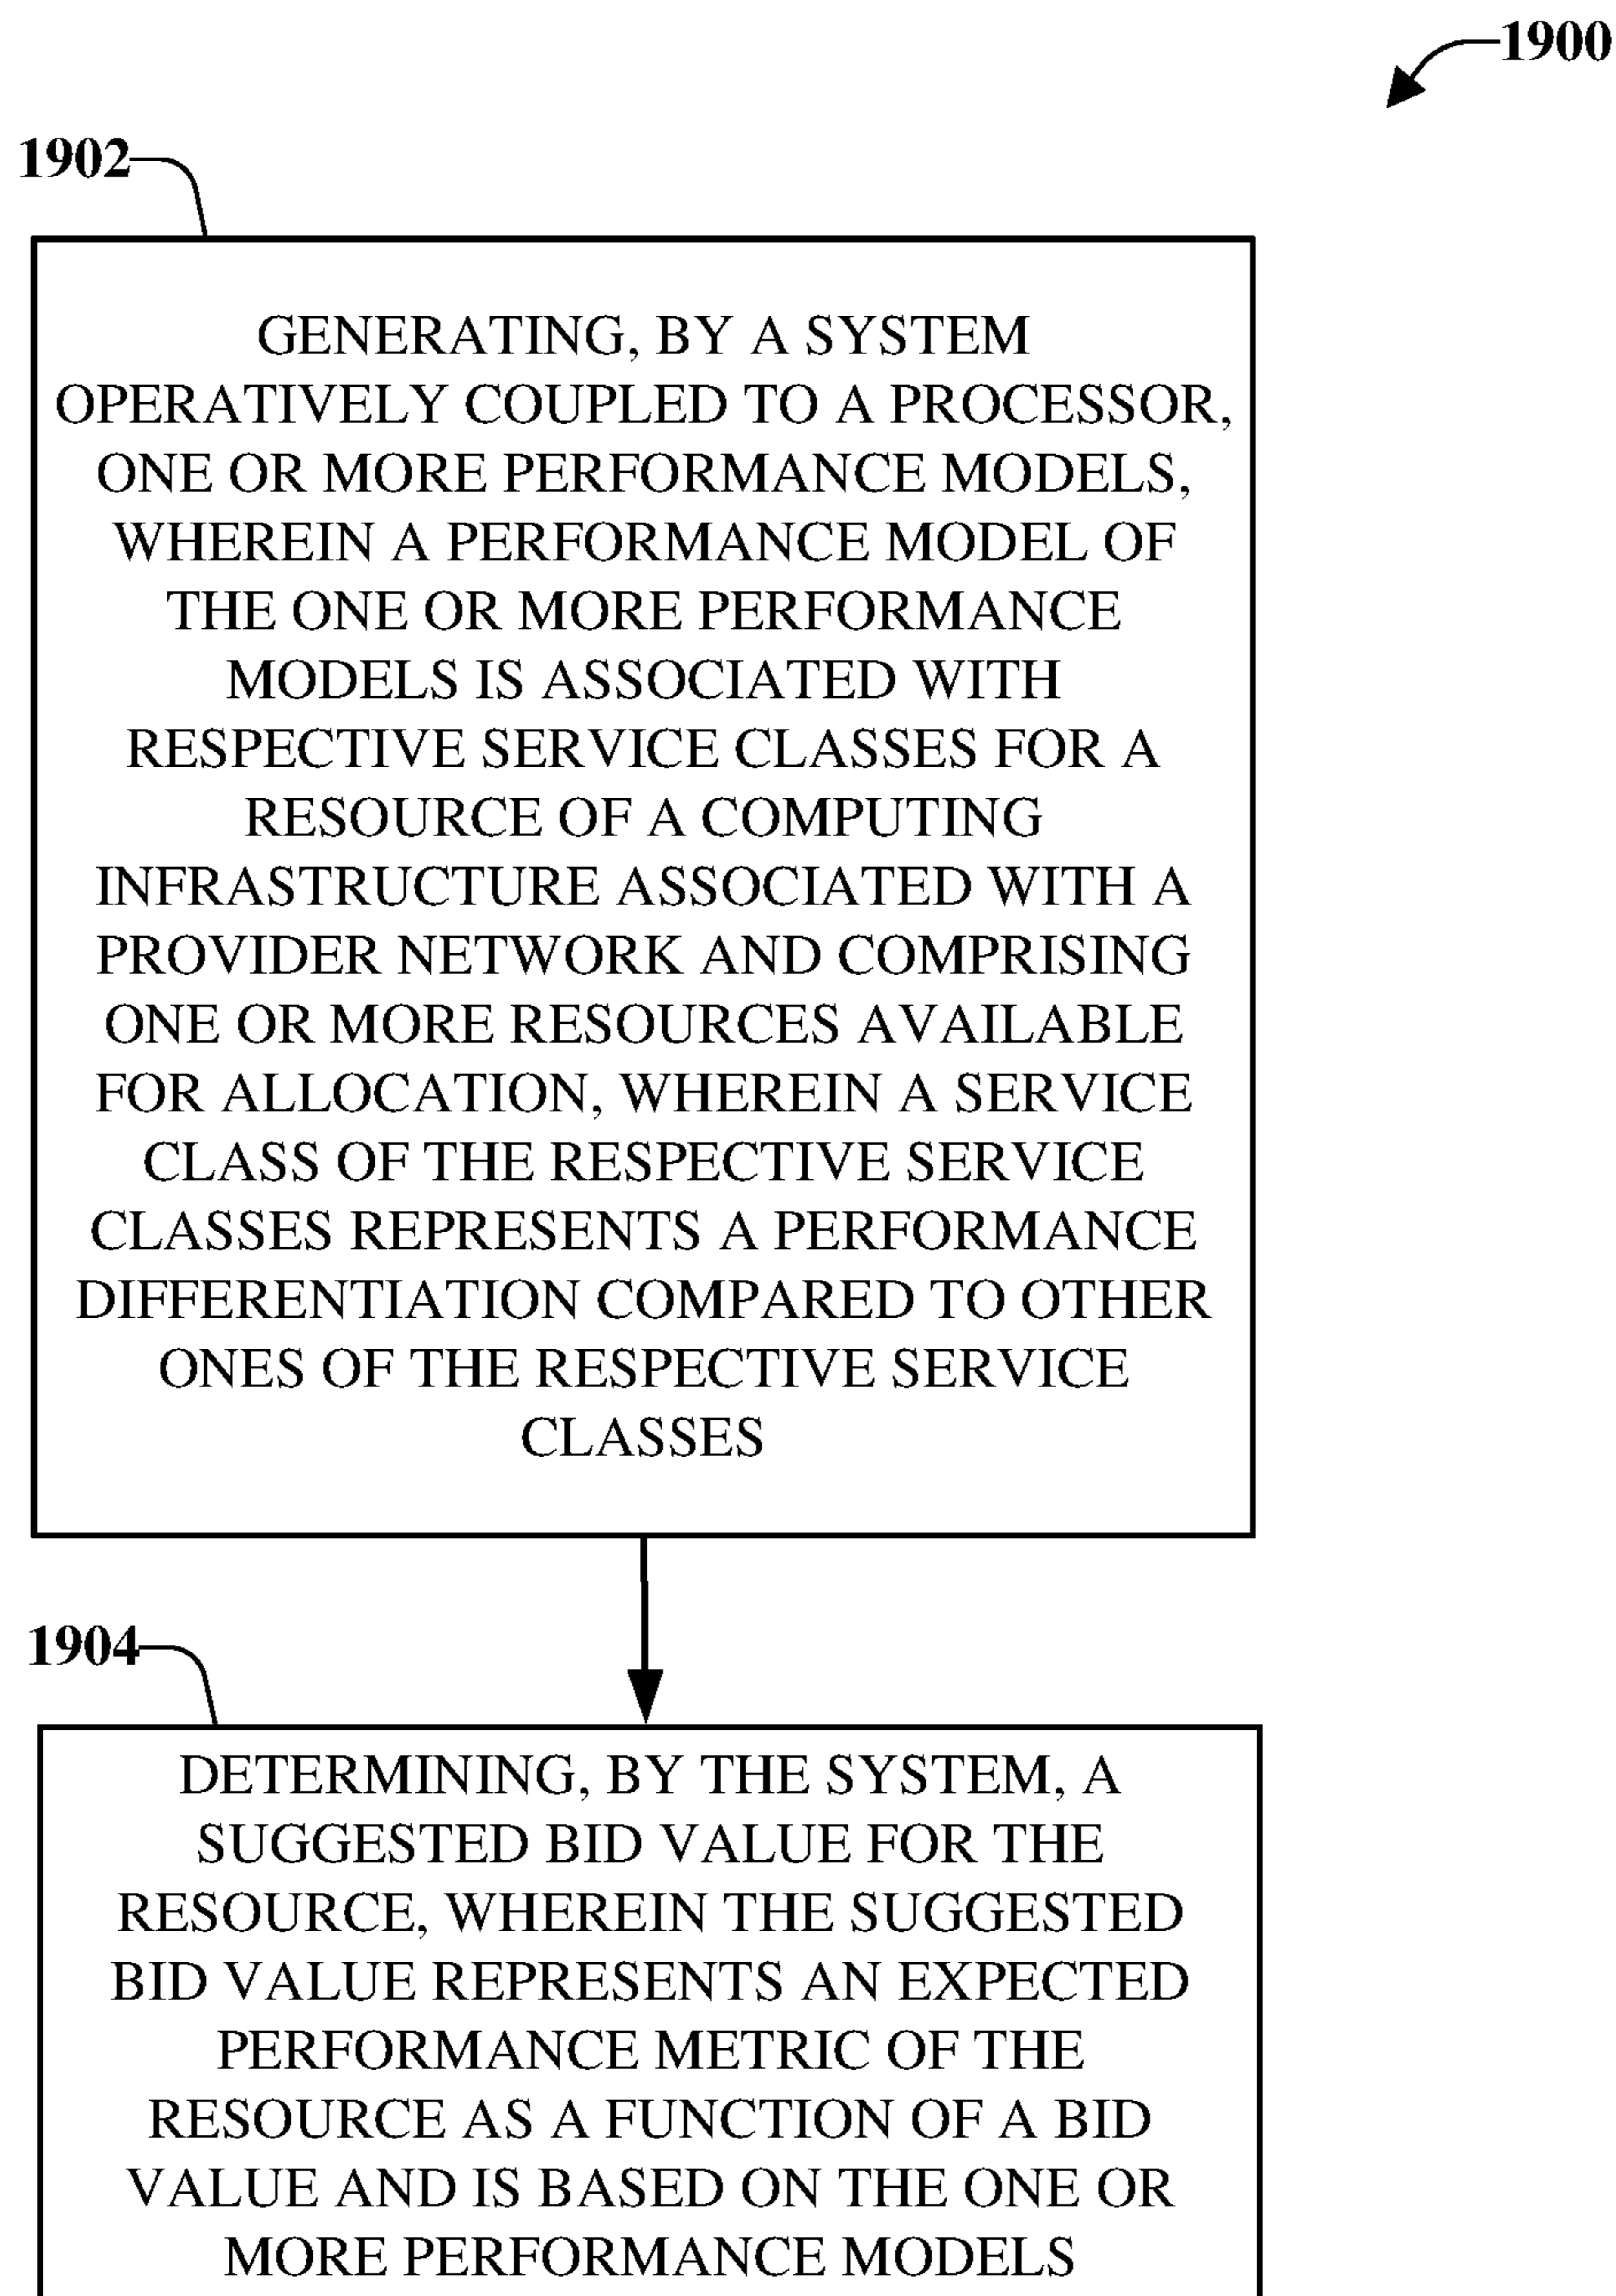 1900
1902
GENERATING, BY A SYSTEM
OPERATIVELY COUPLED TO A PROCESSOR,
ONE OR MORE PERFORMANCE MODELS,
WHEREIN A PERFORMANCE MODEL OF
THE ONE OR MORE PERFORMANCE
MODELS IS ASSOCIATED WITH
RESPECTIVE SERVICE CLASSES FOR A
RESOURCE OF A COMPUTING
INFRASTRUCTURE ASSOCIATED WITH A
PROVIDER NETWORK AND COMPRISING
ONE OR MORE RESOURCES AVAILABLE
FOR ALLOCATION, WHEREIN A SERVICE
CLASS OF THE RESPECTIVE SERVICE
CLASSES REPRESENTS A PERFORMANCE
DIFFERENTIATION COMPARED TO OTHER
ONES OF THE RESPECTIVE SERVICE
CLASSES
1904
DETERMINING, BY THE SYSTEM, A
SUGGESTED BID VALUE FOR THE
RESOURCE, WHEREIN THE SUGGESTED
BID VALUE REPRESENTS AN EXPECTED
PERFORMANCE METRIC OF THE
RESOURCE AS A FUNCTION OF A BID
VALUE AND IS BASED ON THE ONE OR
MORE PERFORMANCE MODELS